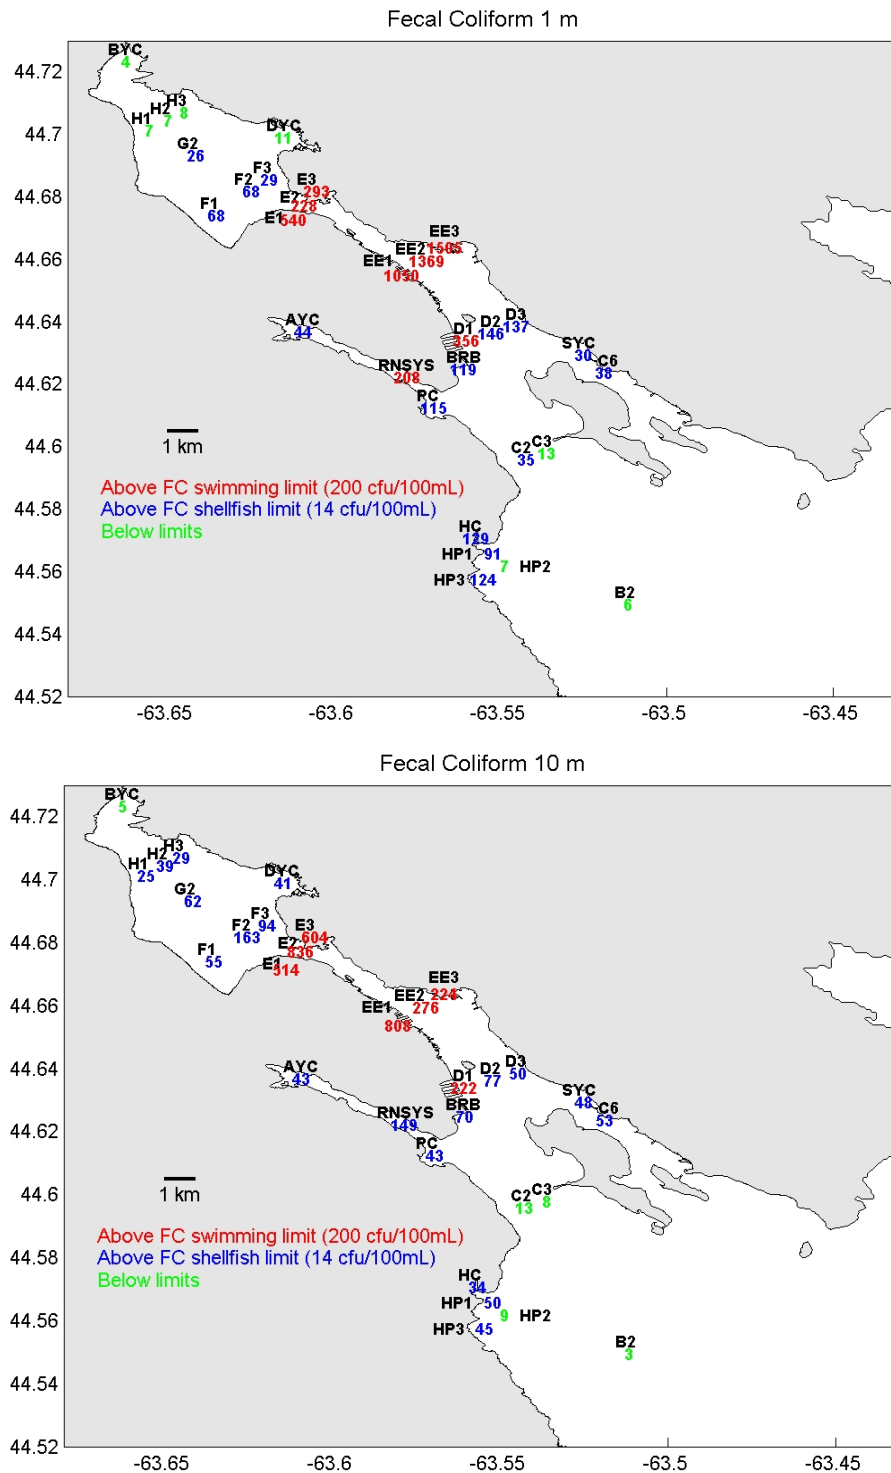 Fecal Coliform 1 m
BYC
4
44.72
H3
8
H2
7
H1
7
DYC
11
44.7
G2
26
F3
29
F2
68
E3
293
44.68
E2
228
F1
68
E1
540
EE3
1505
EE2
1369
44.66
EE1
1050
44.64
AYC
44
D3
137
D2
146
D1
356
SYC
30
BRB
119
C6
38
RNSYS
208
44.62
PC
115
44.6
1 km
C3
13
C2
35
Above FC swimming limit (200 cfu/100mL)
Above FC shellfish limit (14 cfu/100mL)
Below limits
44.58
HC
129
HP1 91
7 HP2
44.56
HP3 124
B2
6
44.54
44.52
-63.65 -63.6 -63.55 -63.5 -63.45
Fecal Coliform 10 m
BYC
5
44.72
H3
29
H2
39
H1
25
DYC
41
44.7
G2
62
F3
94
F2
163
E3
604
44.68
E2
836
F1
55
E1
514
EE3
224
EE2
276
44.66
EE1
808
44.64
AYC
43
D3
50
D2
77
D1
222
SYC
48
BRB
70
C6
53
RNSYS
149
44.62
PC
43
44.6
1 km
C3
8
C2
13
Above FC swimming limit (200 cfu/100mL)
Above FC shellfish limit (14 cfu/100mL)
Below limits
44.58
HC
34
HP1 50
9 HP2
44.56
HP3 45
B2
3
44.54
44.52
-63.65 -63.6 -63.55 -63.5 -63.45